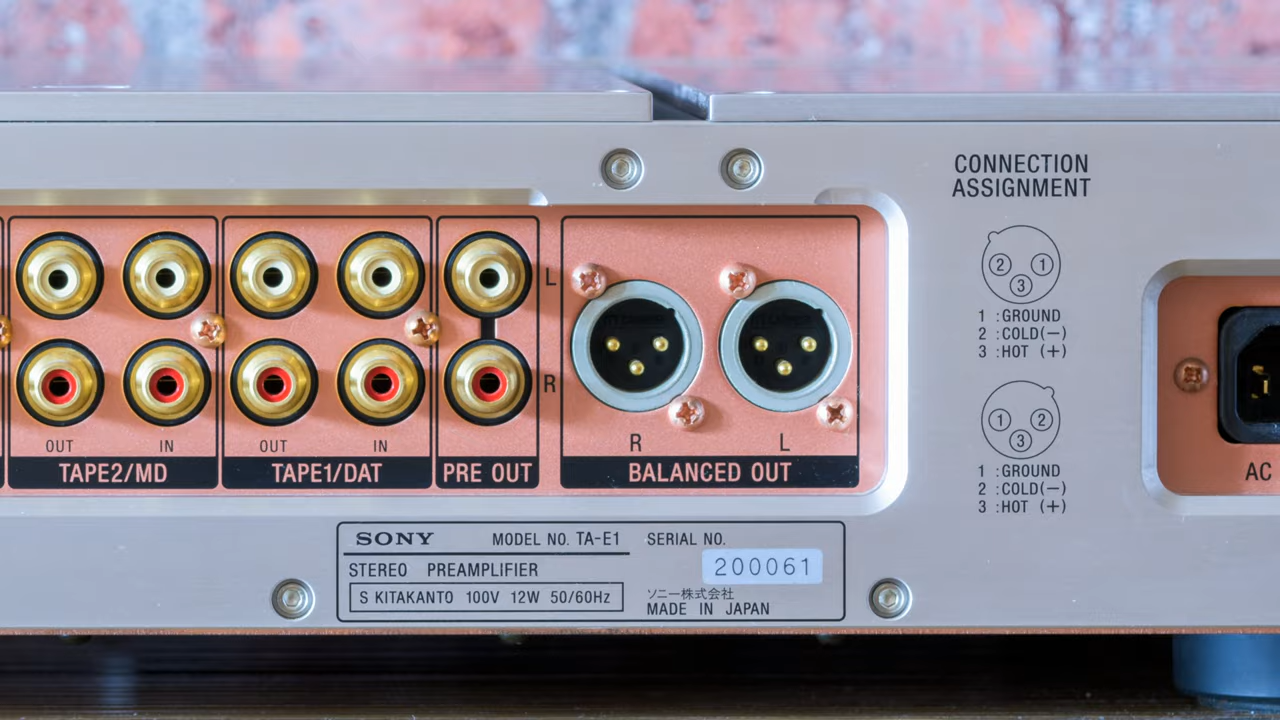 CONNECTION
ASSIGNMENT
2 1
3
1 :GROUND
2 :COLD(−)
3 :HOT (+)
1 2
3
1 :GROUND
2 :COLD(−)
3 :HOT (+)
L
R
OUT IN
TAPE2/MD
OUT IN
TAPE1/DAT
PRE OUT
R L
BALANCED OUT
AC
SONY MODEL NO. TA-E1
STEREO PREAMPLIFIER
S KITAKANTO 100V 12W 50/60Hz
SERIAL NO.
200061
ソニー株式会社
MADE IN JAPAN